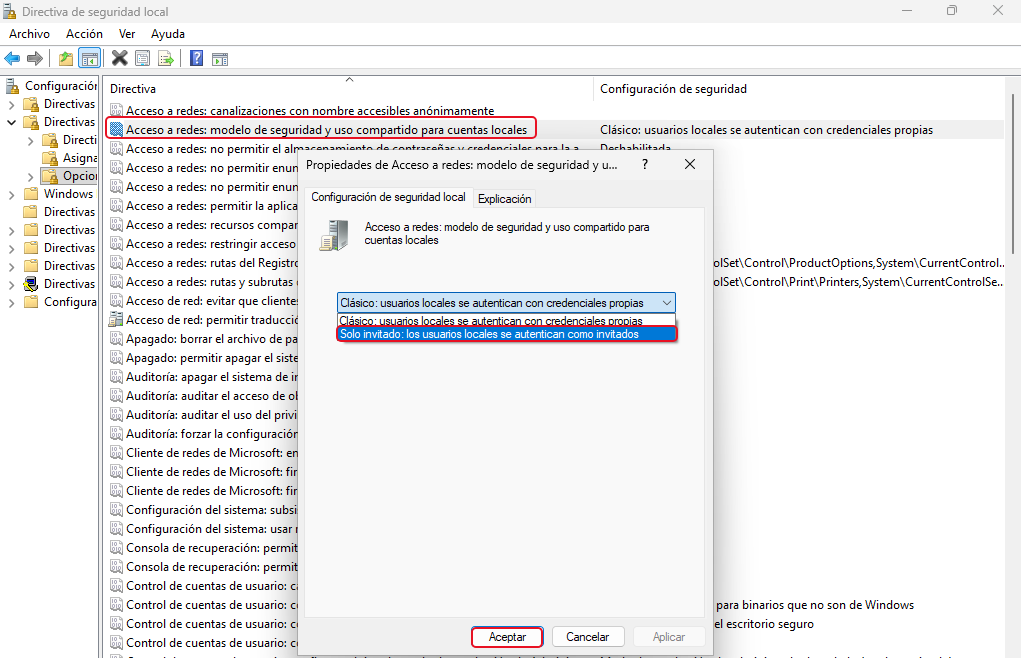 Directiva de seguridad local
Archivo Acción Ver Ayuda
Configuración
Directivas
Directivas
Directi
Asigna
Opcior
Windows
Directivas
Directivas
Directivas
Directivas
Directivas
Configura
Directiva
Configuración de seguridad
Acceso a redes: canalizaciones con nombre accesibles anónimamente
Acceso a redes: modelo de seguridad y uso compartido para cuentas locales
Clásico: usuarios locales se autentican con credenciales propias
Acceso a redes: no permitir el almacenamiento de contraseñas y credenciales para la a
Deshabilitada
Acceso a redes: no permitir enun
Acceso a redes: no permitir enun
Acceso a redes: permitir la aplica
Acceso a redes: recursos compar
Acceso a redes: restringir acceso
Acceso a redes: rutas del Registro
olSet\Control\ProductOptions,System\CurrentControl...
Acceso a redes: rutas y subrutas
olSet\Control\Print\Printers,System\CurrentControlSe...
Acceso de red: evitar que clientes
Acceso de red: permitir traducció
Apagado: borrar el archivo de pa
Apagado: permitir apagar el siste
Auditoría: apagar el sistema de in
Auditoría: auditar el acceso de ob
Auditoría: auditar el uso del privi
Auditoría: forzar la configuración
Cliente de redes de Microsoft: en
Cliente de redes de Microsoft: fir
Cliente de redes de Microsoft: fir
Configuración del sistema: subsi
Configuración del sistema: usar r
Consola de recuperación: permit
Consola de recuperación: permit
Control de cuentas de usuario: ca
Control de cuentas de usuario: co
para binarios que no son de Windows
Control de cuentas de usuario: co
el escritorio seguro
Control de cuentas de usuario: co
Propiedades de Acceso a redes: modelo de seguridad y u...
?
Configuración de seguridad local
Explicación
Acceso a redes: modelo de seguridad y uso compartido para
cuentas locales
Clásico: usuarios locales se autentican con credenciales propias
Clásico: usuarios locales se autentican con credenciales propias
Solo invitado: los usuarios locales se autentican como invitados
Aceptar Cancelar Aplicar